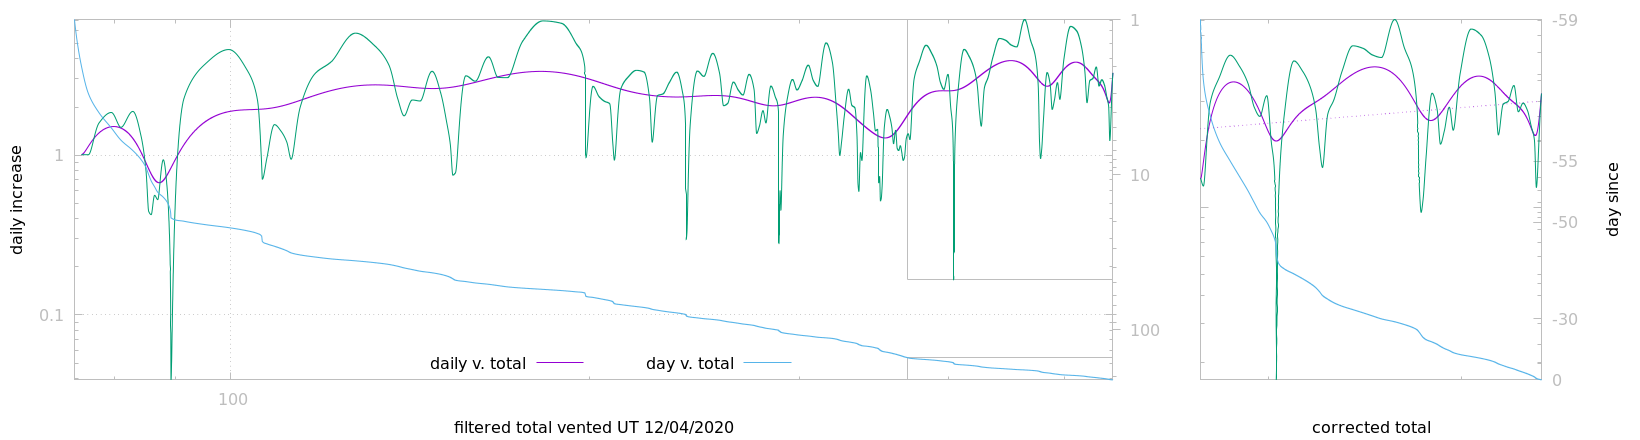 daily increase
1
0.1
100
daily v. total
day v. total
filtered total vented UT 12/04/2020
1
10
100
-59
-55
-50
-30
0
day since
corrected total